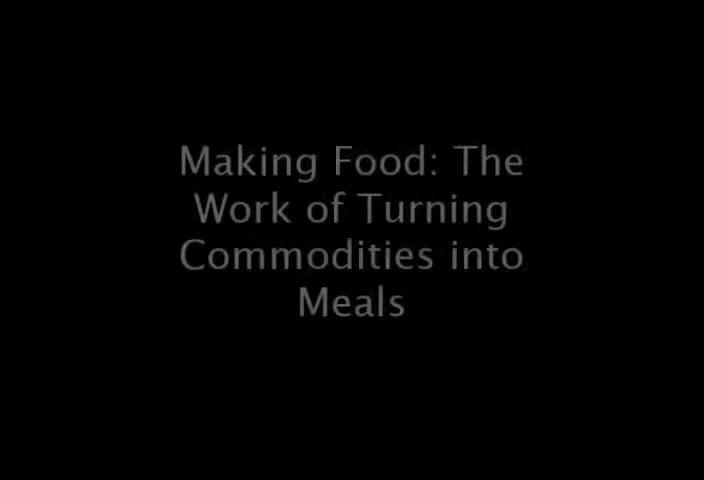 Making Food: The
Work of Turning
Commodities into
Meals